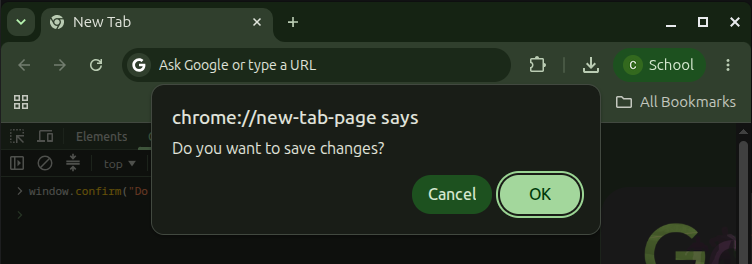 New Tab
Ask Google or type a URL
C School
All Bookmarks
chrome://new-tab-page says
Do you want to save changes?
Cancel OK
Elements
top
window.confirm("Do